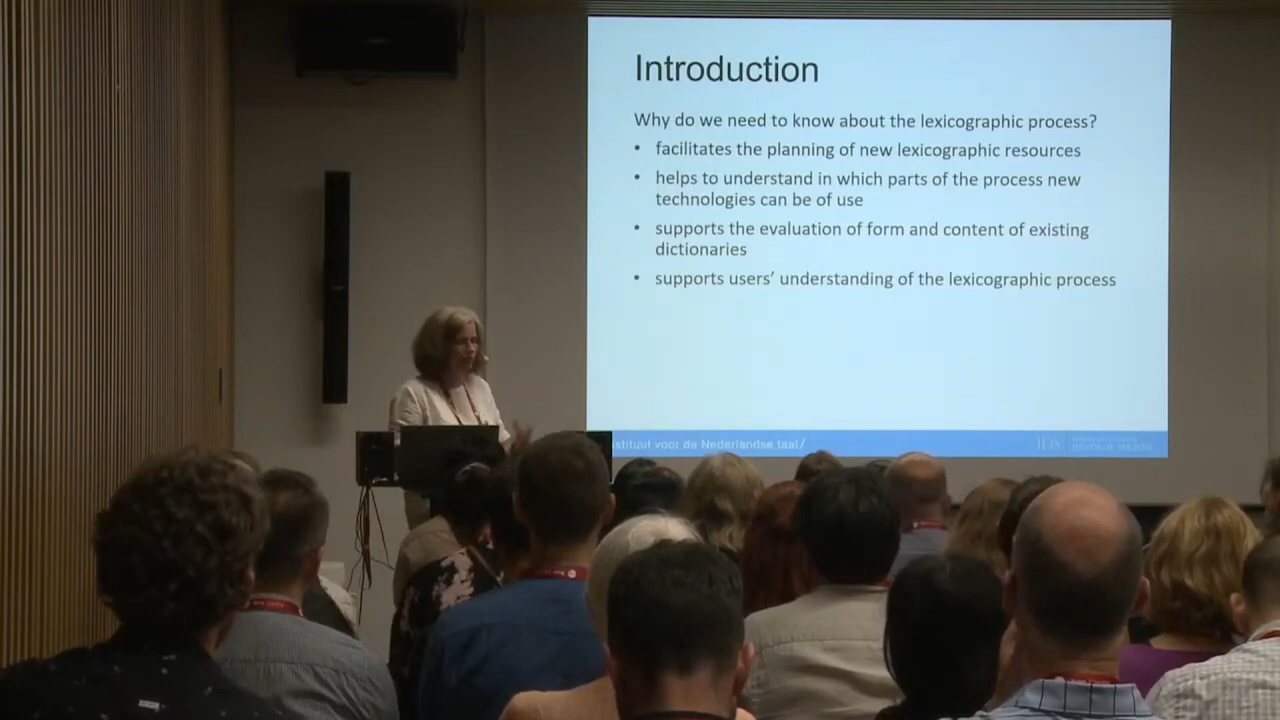 Introduction
Why do we need to know about the lexicographic process?
• facilitates the planning of new lexicographic resources
• helps to understand in which parts of the process new
technologies can be of use
• supports the evaluation of form and content of existing
dictionaries
• supports users’ understanding of the lexicographic process
voor de Nederlandse taal/